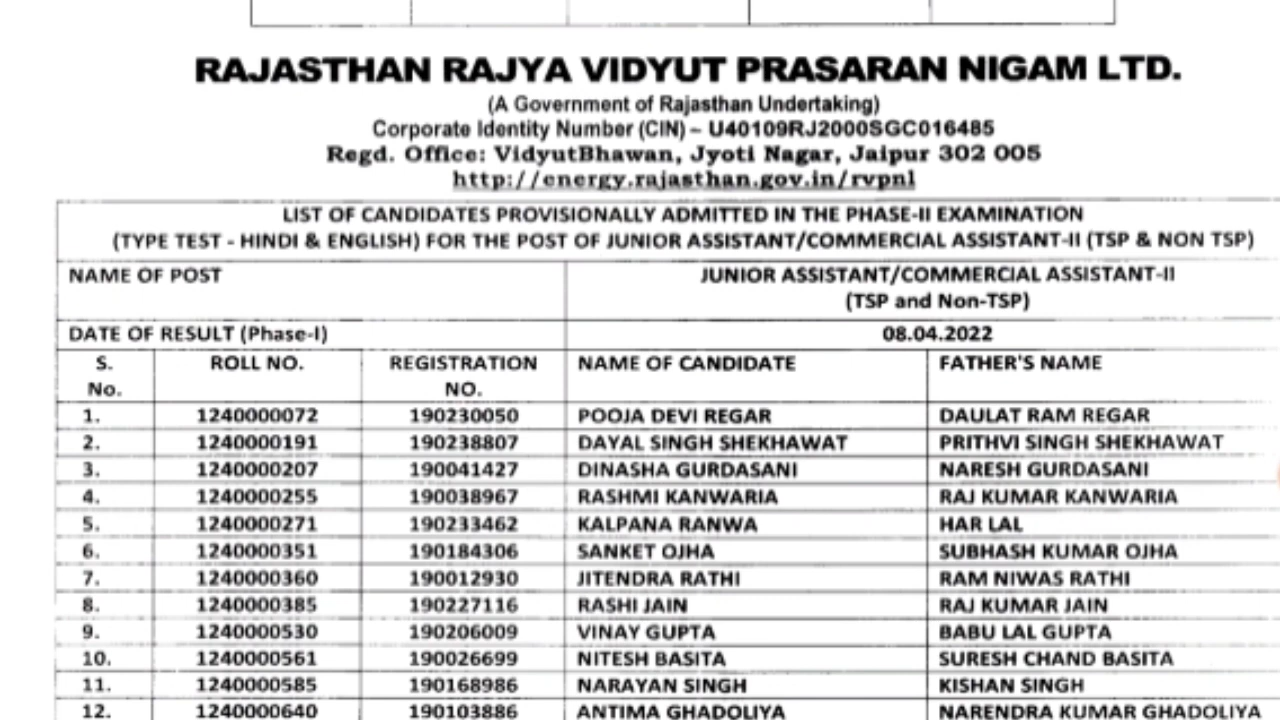 RAJASTHAN RAJYA VIDYUT PRASARAN NIGAM LTD.
(A Government of Rajasthan Undertaking)
Corporate Identity Number (CIN) – U40109RJ2000SGC016485
Regd. Office: VidyutBhawan, Jyoti Nagar, Jaipur 302 005
http://energy.rajasthan.gov.in/rvpnl
LIST OF CANDIDATES PROVISIONALLY ADMITTED IN THE PHASE-II EXAMINATION
(TYPE TEST - HINDI & ENGLISH) FOR THE POST OF JUNIOR ASSISTANT/COMMERCIAL ASSISTANT-II (TSP & NON TSP)
NAME OF POST JUNIOR ASSISTANT/COMMERCIAL ASSISTANT-II
(TSP and Non-TSP)
DATE OF RESULT (Phase-I) 08.04.2022
S. ROLL NO. REGISTRATION NAME OF CANDIDATE FATHER'S NAME
No. NO.
1. 1240000072 190230050 POOJA DEVI REGAR DAULAT RAM REGAR
2. 1240000191 190238807 DAYAL SINGH SHEKHAWAT PRITHVI SINGH SHEKHAWAT
3. 1240000207 190041427 DINASHA GURDASANI NARESH GURDASANI
4. 1240000255 190038967 RASHMI KANWARIA RAJ KUMAR KANWARIA
5. 1240000271 190233462 KALPANA RANWA HAR LAL
6. 1240000351 190184306 SANKET OJHA SUBHASH KUMAR OJHA
7. 1240000360 190012930 JITENDRA RATHI RAM NIWAS RATHI
8. 1240000385 190227116 RASHI JAIN RAJ KUMAR JAIN
9. 1240000530 190206009 VINAY GUPTA BABU LAL GUPTA
10. 1240000561 190026699 NITESH BASITA SURESH CHAND BASITA
11. 1240000585 190168986 NARAYAN SINGH KISHAN SINGH
12. 1240000640 190103886 ANTIMA GHADOLIYA NARENDRA KUMAR GHADOLIYA